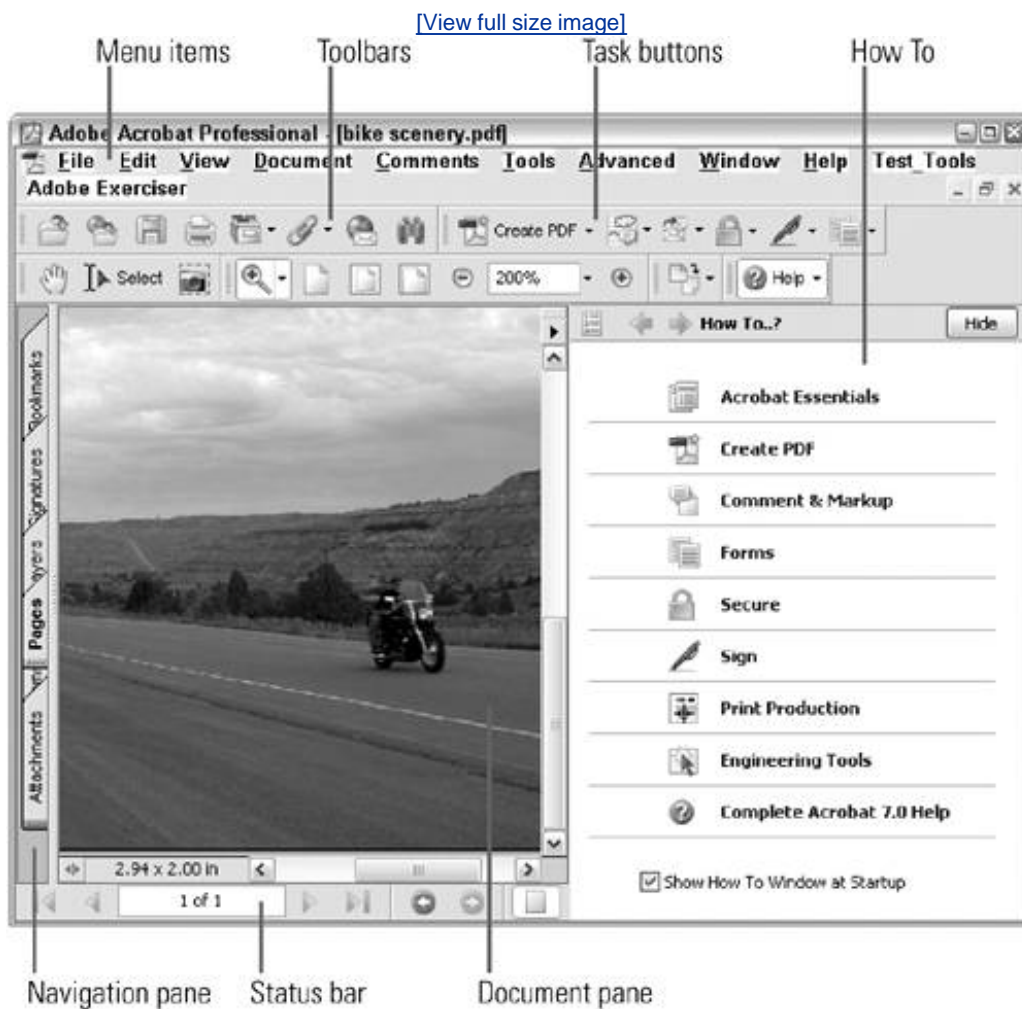 [View full size image]
Menu items Toolbars Task buttons How To
Adobe Acrobat Professional - [bike scenery.pdf]
File Edit View Document Comments Tools Advanced Window Help Test_Tools
Adobe Exerciser
Create PDF
Select 200% Help
How To..? Hide
Bookmarks
Signatures
ayers
Pages
Attachments
Acrobat Essentials
Create PDF
Comment & Markup
Forms
Secure
Sign
Print Production
Engineering Tools
Complete Acrobat 7.0 Help
Show How To Window at Startup
2.94 x 2.00 in
1 of 1
Navigation pane Status bar Document pane